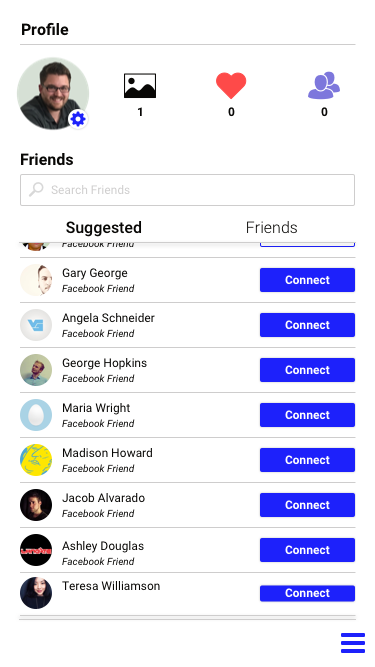 Profile
1
0
0
Friends
Search Friends
Suggested
Friends
Facebook Friend
Gary George
Facebook Friend
Connect
Angela Schneider
Facebook Friend
Connect
George Hopkins
Facebook Friend
Connect
Maria Wright
Facebook Friend
Connect
Madison Howard
Facebook Friend
Connect
Jacob Alvarado
Facebook Friend
Connect
Ashley Douglas
Facebook Friend
Connect
Teresa Williamson
Connect